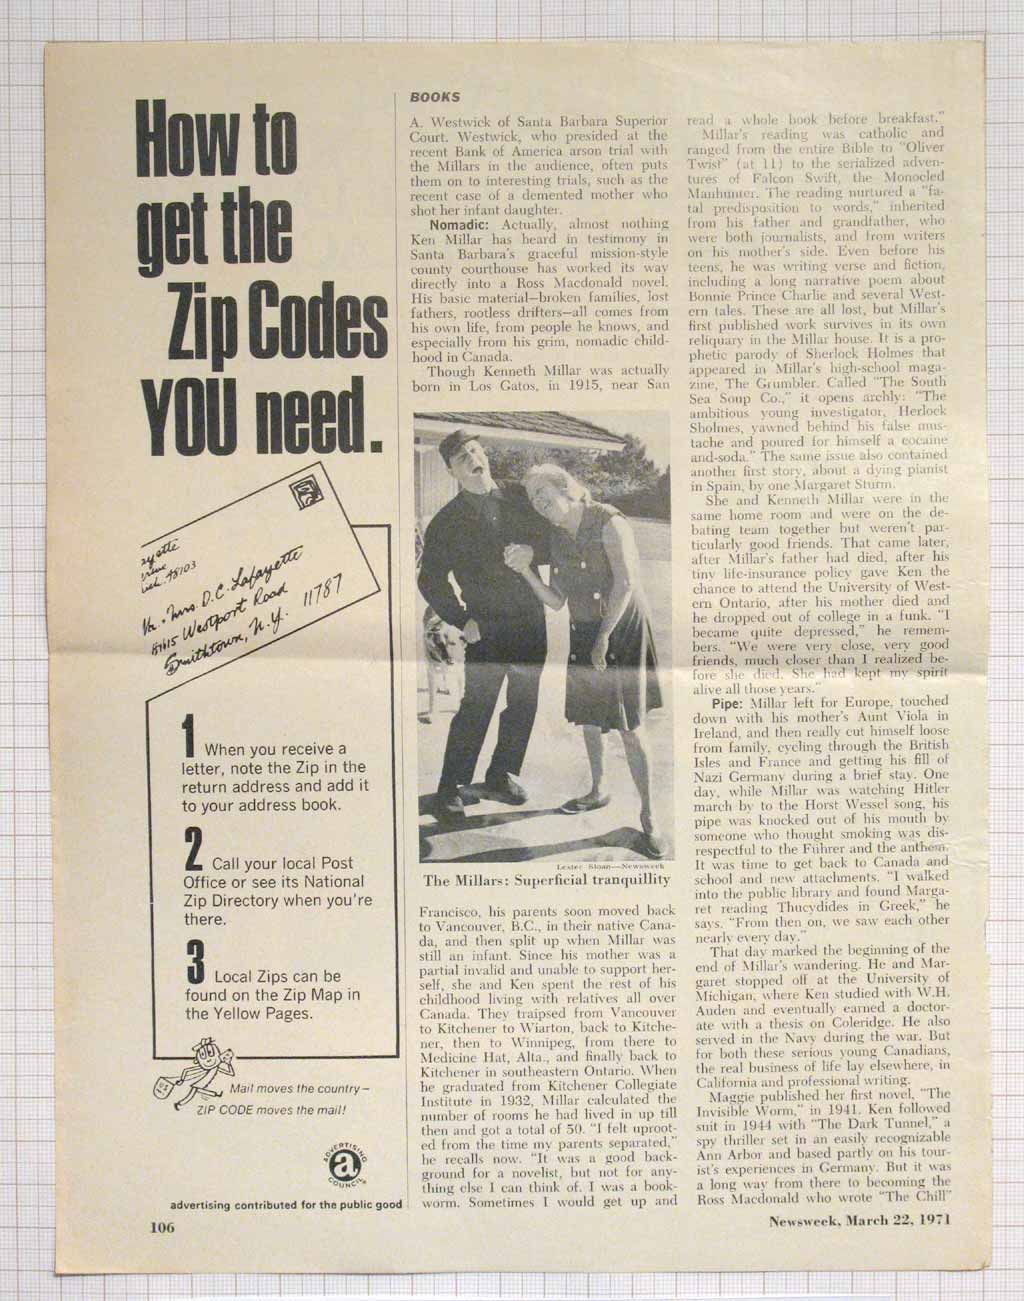 How to
get the
Zip Codes
YOU need.
48103
Mrs. D.C. Lafayette
Westport Road
Smithtown, N.Y. 11787
1 When you receive a
letter, note the Zip in the
return address and add it
to your address book.
2 Call your local Post
Office or see its National
Zip Directory when you're
there.
3 Local Zips can be
found on the Zip Map in
the Yellow Pages.
Mail moves the country—
ZIP CODE moves the mail!
ADVERTISING
COUNCIL
a
advertising contributed for the public good
106
BOOKS
A. Westwick of Santa Barbara Superior
Court. Westwick, who presided at the
recent Bank of America arson trial with
the Millars in the audience, often puts
them on to interesting trials, such as the
recent case of a demented mother who
shot her infant daughter.
Nomadic: Actually, almost nothing
Ken Millar has heard in testimony in
Santa Barbara's graceful mission-style
county courthouse has worked its way
directly into a Ross Macdonald novel.
His basic material—broken families, lost
fathers, rootless drifters—all comes from
his own life, from people he knows, and
especially from his grim, nomadic child-
hood in Canada.
Though Kenneth Millar was actually
born in Los Gatos, in 1915, near San
Lester Sloan—Newsweek
The Millars: Superficial tranquillity
Francisco, his parents soon moved back
to Vancouver, B.C., in their native Cana-
da, and then split up when Millar was
still an infant. Since his mother was a
partial invalid and unable to support her-
self, she and Ken spent the rest of his
childhood living with relatives all over
Canada. They traipsed from Vancouver
to Kitchener to Wiarton, back to Kitche-
ner, then to Winnipeg, from there to
Medicine Hat, Alta., and finally back to
Kitchener in southeastern Ontario. When
he graduated from Kitchener Collegiate
Institute in 1932, Millar calculated the
number of rooms he had lived in up till
then and got a total of 50. "I felt uproot-
ed from the time my parents separated,"
he recalls now. "It was a good back-
ground for a novelist, but not for any-
thing else I can think of. I was a book-
worm. Sometimes I would get up and
read a whole book before breakfast."
Millar's reading was catholic and
ranged from the entire Bible to "Oliver
Twist" (at 11) to the serialized adven-
tures of Falcon Swift, the Monocled
Manhunter. The reading nurtured a "fa-
tal predisposition to words," inherited
from his father and grandfather, who
were both journalists, and from writers
on his mother's side. Even before his
teens, he was writing verse and fiction,
including a long narrative poem about
Bonnie Prince Charlie and several West-
ern tales. These are all lost, but Millar's
first published work survives in its own
reliquary in the Millar house. It is a pro-
phetic parody of Sherlock Holmes that
appeared in Millar's high-school maga-
zine, The Grumbler. Called "The South
Sea Soup Co.," it opens archly: "The
ambitious young investigator, Herlock
Sholmes, yawned behind his false mus-
tache and poured for himself a cocaine
and-soda." The same issue also contained
another first story, about a dying pianist
in Spain, by one Margaret Sturm.
She and Kenneth Millar were in the
same home room and were on the de-
bating team together but weren't par-
ticularly good friends. That came later,
after Millar's father had died, after his
tiny life-insurance policy gave Ken the
chance to attend the University of West-
ern Ontario, after his mother died and
he dropped out of college in a funk. "I
became quite depressed," he remem-
bers. "We were very close, very good
friends, much closer than I realized be-
fore she died. She had kept my spirit
alive all those years."
Pipe: Millar left for Europe, touched
down with his mother's Aunt Viola in
Ireland, and then really cut himself loose
from family, cycling through the British
Isles and France and getting his fill of
Nazi Germany during a brief stay. One
day, while Millar was watching Hitler
march by to the Horst Wessel song, his
pipe was knocked out of his mouth by
someone who thought smoking was dis-
respectful to the Führer and the anthem.
It was time to get back to Canada and
school and new attachments. "I walked
into the public library and found Marga-
ret reading Thucydides in Greek," he
says. "From then on, we saw each other
nearly every day."
That day marked the beginning of the
end of Millar's wandering. He and Mar-
garet stopped off at the University of
Michigan, where Ken studied with W.H.
Auden and eventually earned a doctor-
ate with a thesis on Coleridge. He also
served in the Navy during the war. But
for both these serious young Canadians,
the real business of life lay elsewhere, in
California and professional writing.
Maggie published her first novel, "The
Invisible Worm," in 1941. Ken followed
suit in 1944 with "The Dark Tunnel," a
spy thriller set in an easily recognizable
Ann Arbor and based partly on his tour-
ist's experiences in Germany. But it was
a long way from there to becoming the
Ross Macdonald who wrote "The Chill"
Newsweek, March 22, 1971